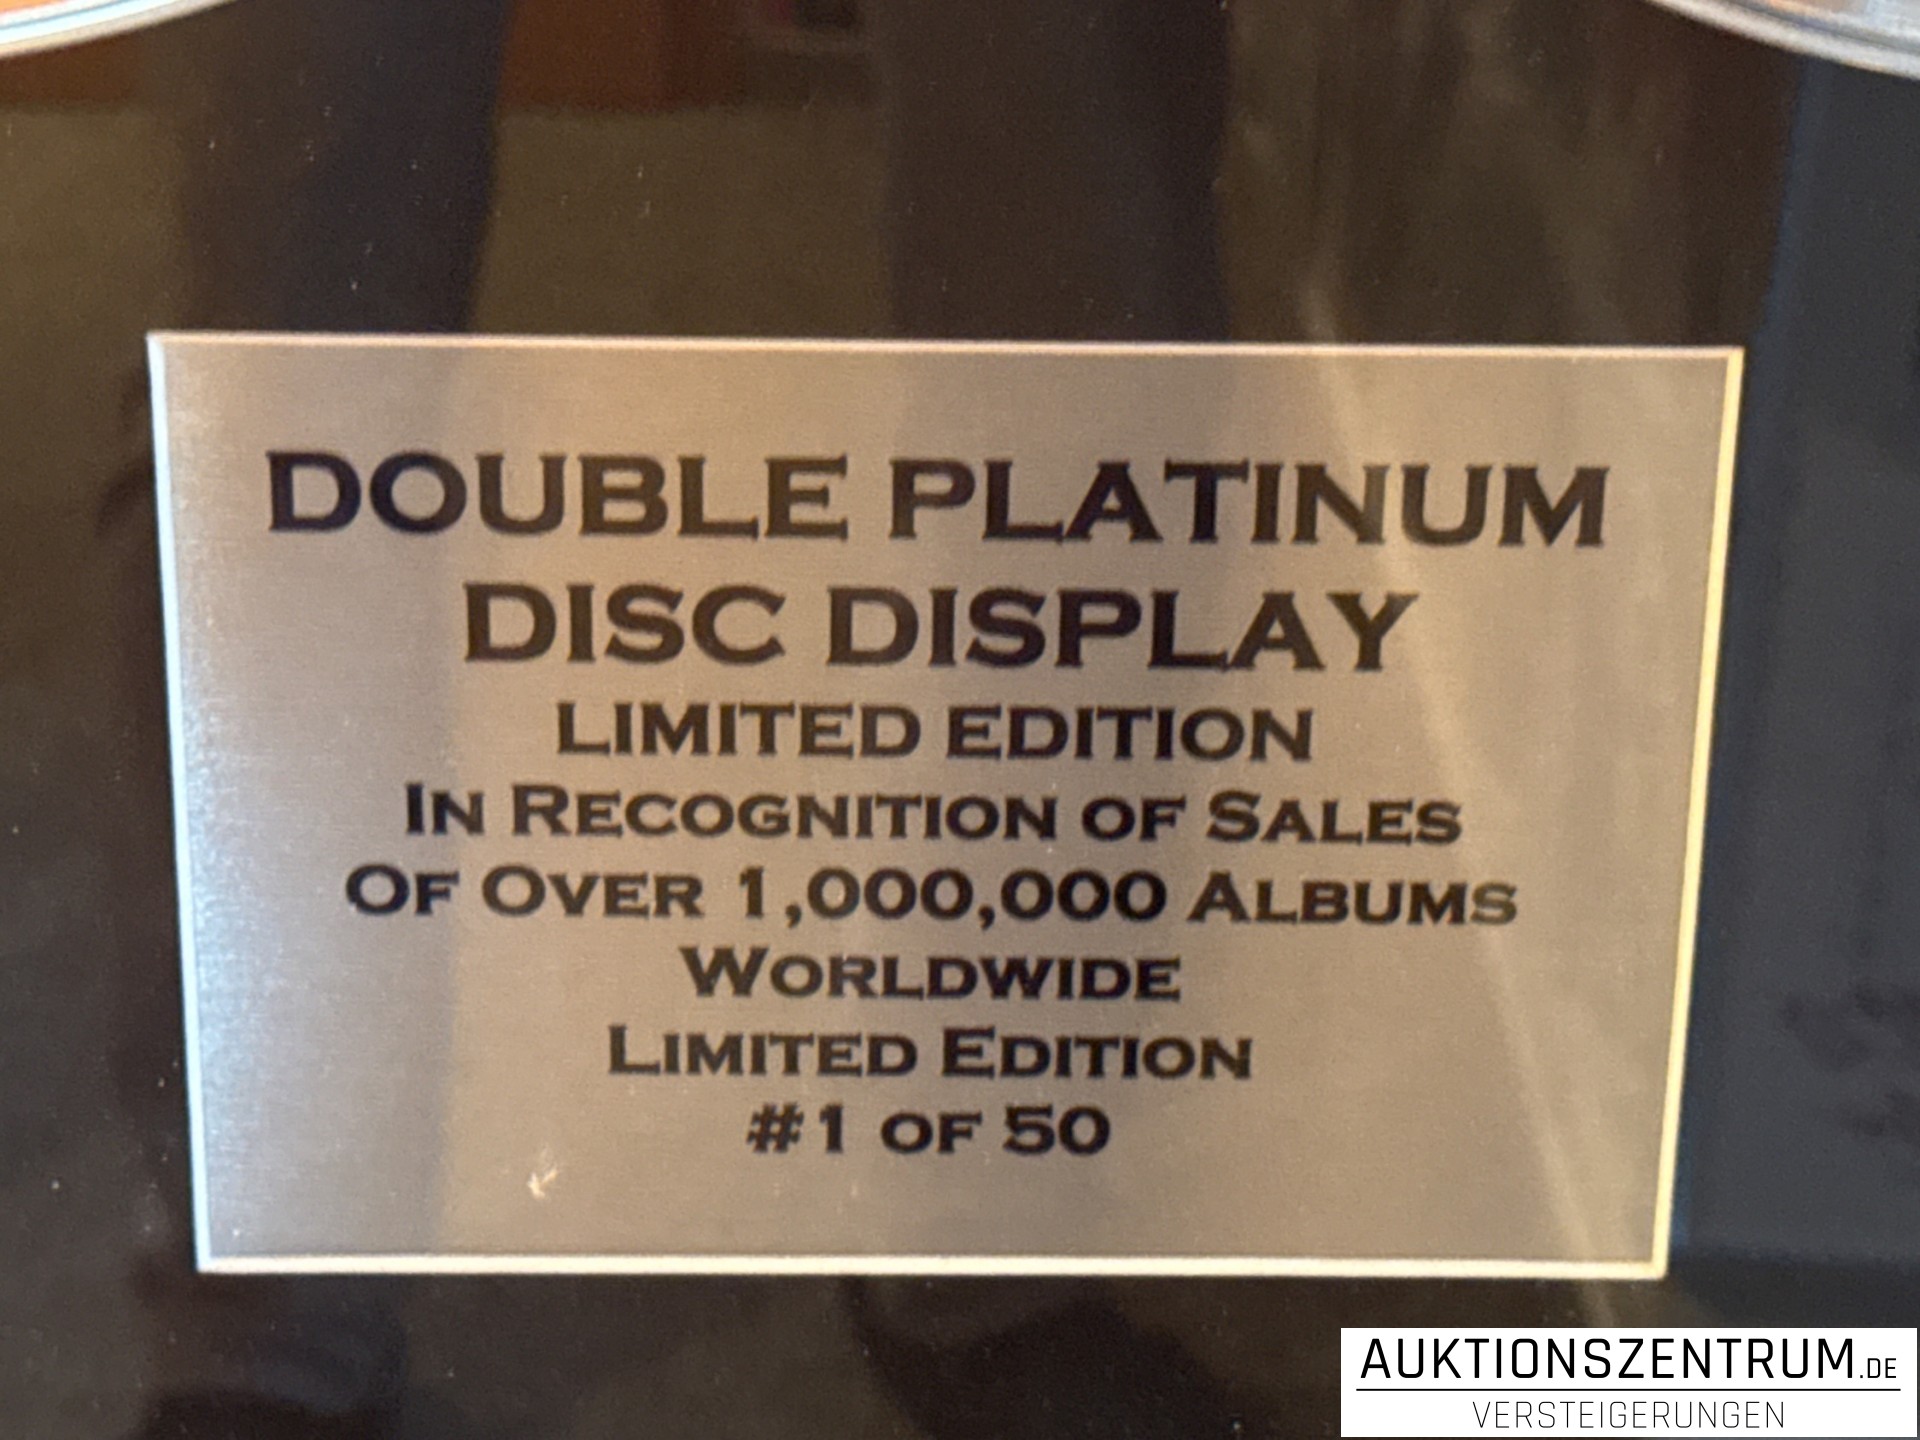 DOUBLE PLATINUM
DISC DISPLAY
LIMITED EDITION
IN RECOGNITION OF SALES
OF OVER 1,000,000 ALBUMS
WORLDWIDE
LIMITED EDITION
#1 OF 50
AUKTIONSZENTRUM.DE
VERSTEIGERUNGEN